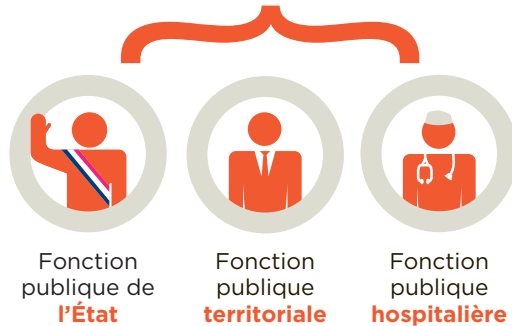 Fonction
publique de
l'État
Fonction
publique
territoriale
Fonction
publique
hospitalière